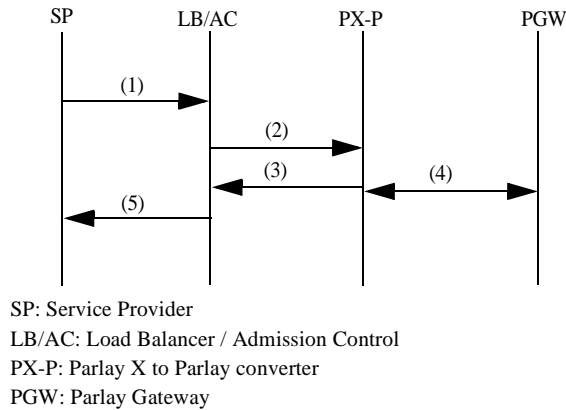 SP LB/AC PX-P PGW
(1)
(2)
(3)
(4)
(5)
SP: Service Provider
LB/AC: Load Balancer / Admission Control
PX-P: Parlay X to Parlay converter
PGW: Parlay Gateway